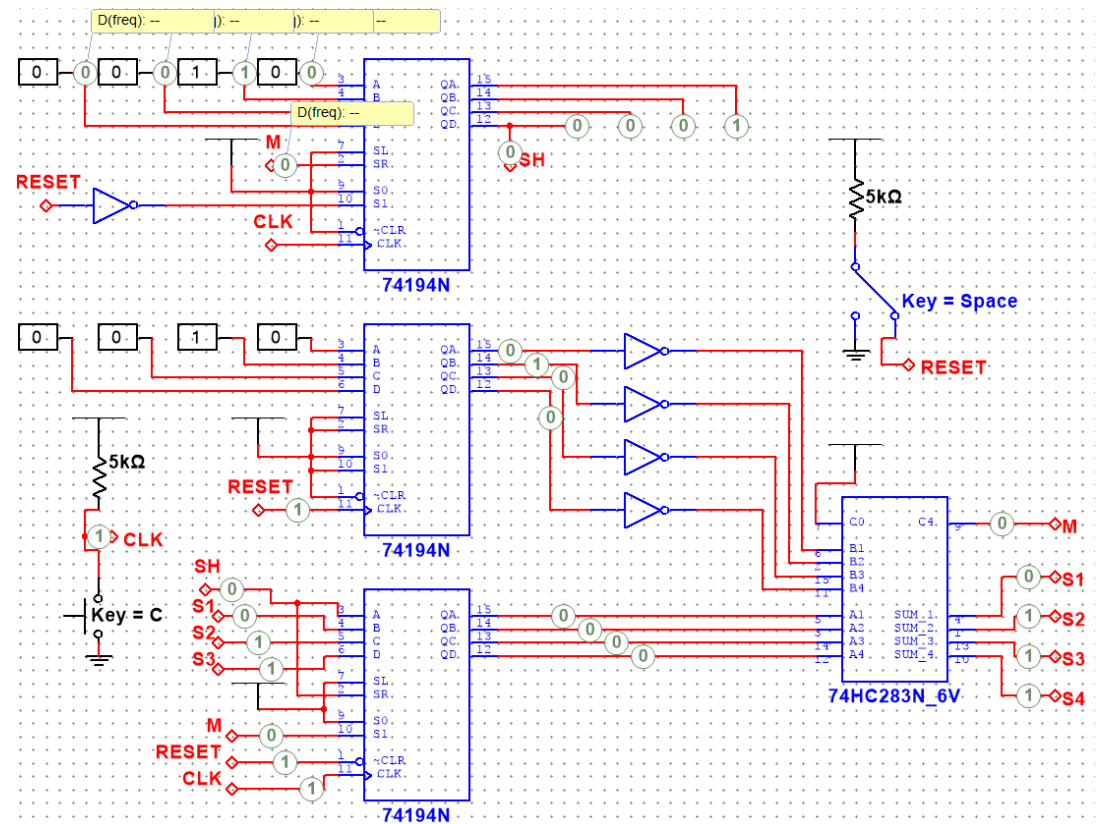 D(freq): -- ): -- ): -- --
0 0 0 0 1 1 0 0
3 A QA. 15
4 B QB. 14
QC. 13
QD. 12
D(freq): --
0 0 0 1
M
0
0 SH
7 SL
2 SR
RESET
9 S0
10 S1
CLK
1 ~CLR
11 CLK
74194N
5kΩ
Key = Space
RESET
0 0 1 0
3 A QA. 15 0
4 B QB. 14 1
5 C QC. 13 0
6 D QD. 12
0
7 SL
2 SR
5kΩ
9 S0
10 S1
RESET
1 1 ~CLR
11 CLK
74194N
1 CLK
Key = C
7 C0 C4. 9 0 M
6 B1
2 B2
15 B3
11 B4
0 S1
5 A1 SUM_1. 4 1 S2
3 A2 SUM_2. 1
14 A3 SUM_3. 13 1 S3
12 A4 SUM_4. 10
1 S4
74HC283N_6V
SH 0
S1 0 3 A QA. 15 0
4 B QB. 14 0
S2 1 5 C QC. 13 0
S3 1 6 D QD. 12 0
7 SL
2 SR
9 S0
M 0 10 S1
RESET 1 1 ~CLR
CLK 1 11 CLK
74194N